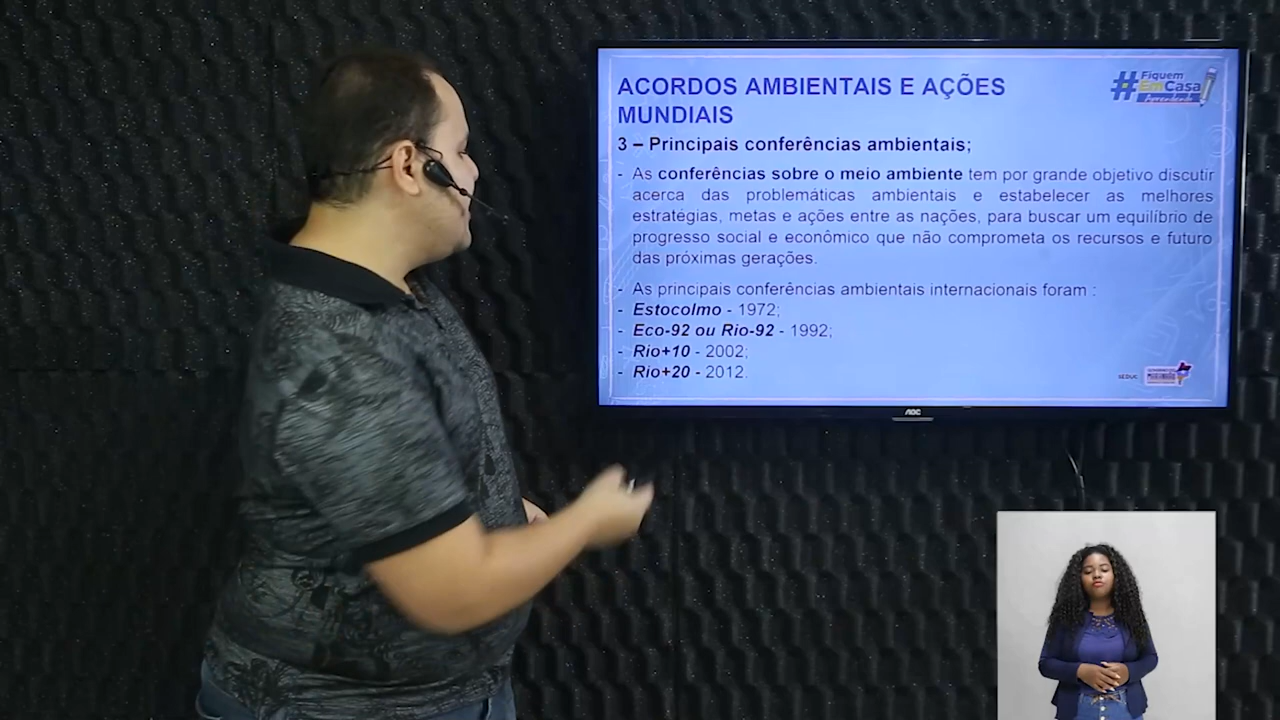 ACORDOS AMBIENTAIS E AÇÕES
MUNDIAIS
#Fiquem
EmCasa
Aprendendo
3 – Principais conferências ambientais;
- As conferências sobre o meio ambiente tem por grande objetivo discutir
acerca das problemáticas ambientais e estabelecer as melhores
estratégias, metas e ações entre as nações, para buscar um equilíbrio de
progresso social e econômico que não comprometa os recursos e futuro
das próximas gerações.
- As principais conferências ambientais internacionais foram :
- Estocolmo - 1972;
- Eco-92 ou Rio-92 - 1992;
- Rio+10 - 2002;
- Rio+20 - 2012.
SEDUC
AOC